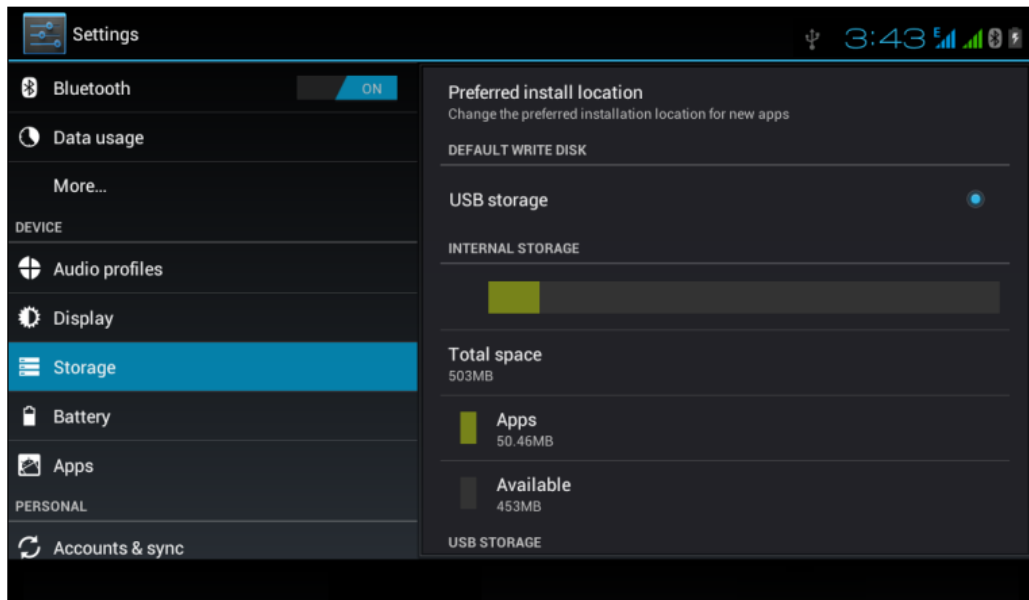 Settings
3:43
E
Bluetooth
ON
Data usage
More...
DEVICE
Audio profiles
Display
Storage
Battery
Apps
PERSONAL
Accounts & sync
Preferred install location
Change the preferred installation location for new apps
DEFAULT WRITE DISK
USB storage
INTERNAL STORAGE
Total space
503MB
Apps
50.46MB
Available
453MB
USB STORAGE